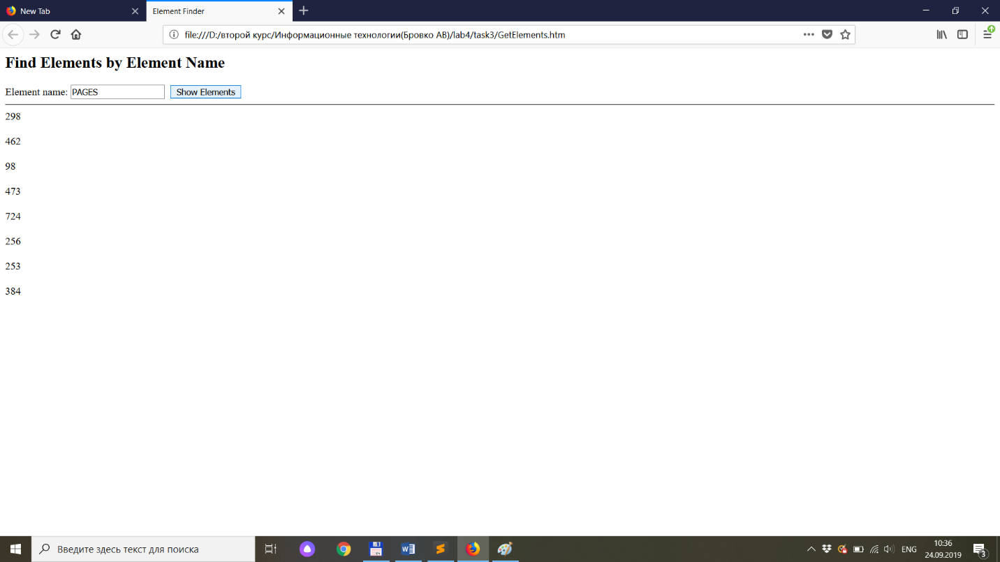 New Tab
Element Finder
file:///D:/второй курс/Информационные технологии(Бровко АВ)/lab4/task3/GetElements.htm
Find Elements by Element Name
Element name: PAGES Show Elements
298
462
98
473
724
256
253
384
Введите здесь текст для поиска
ENG
10:36
24.09.2019
3